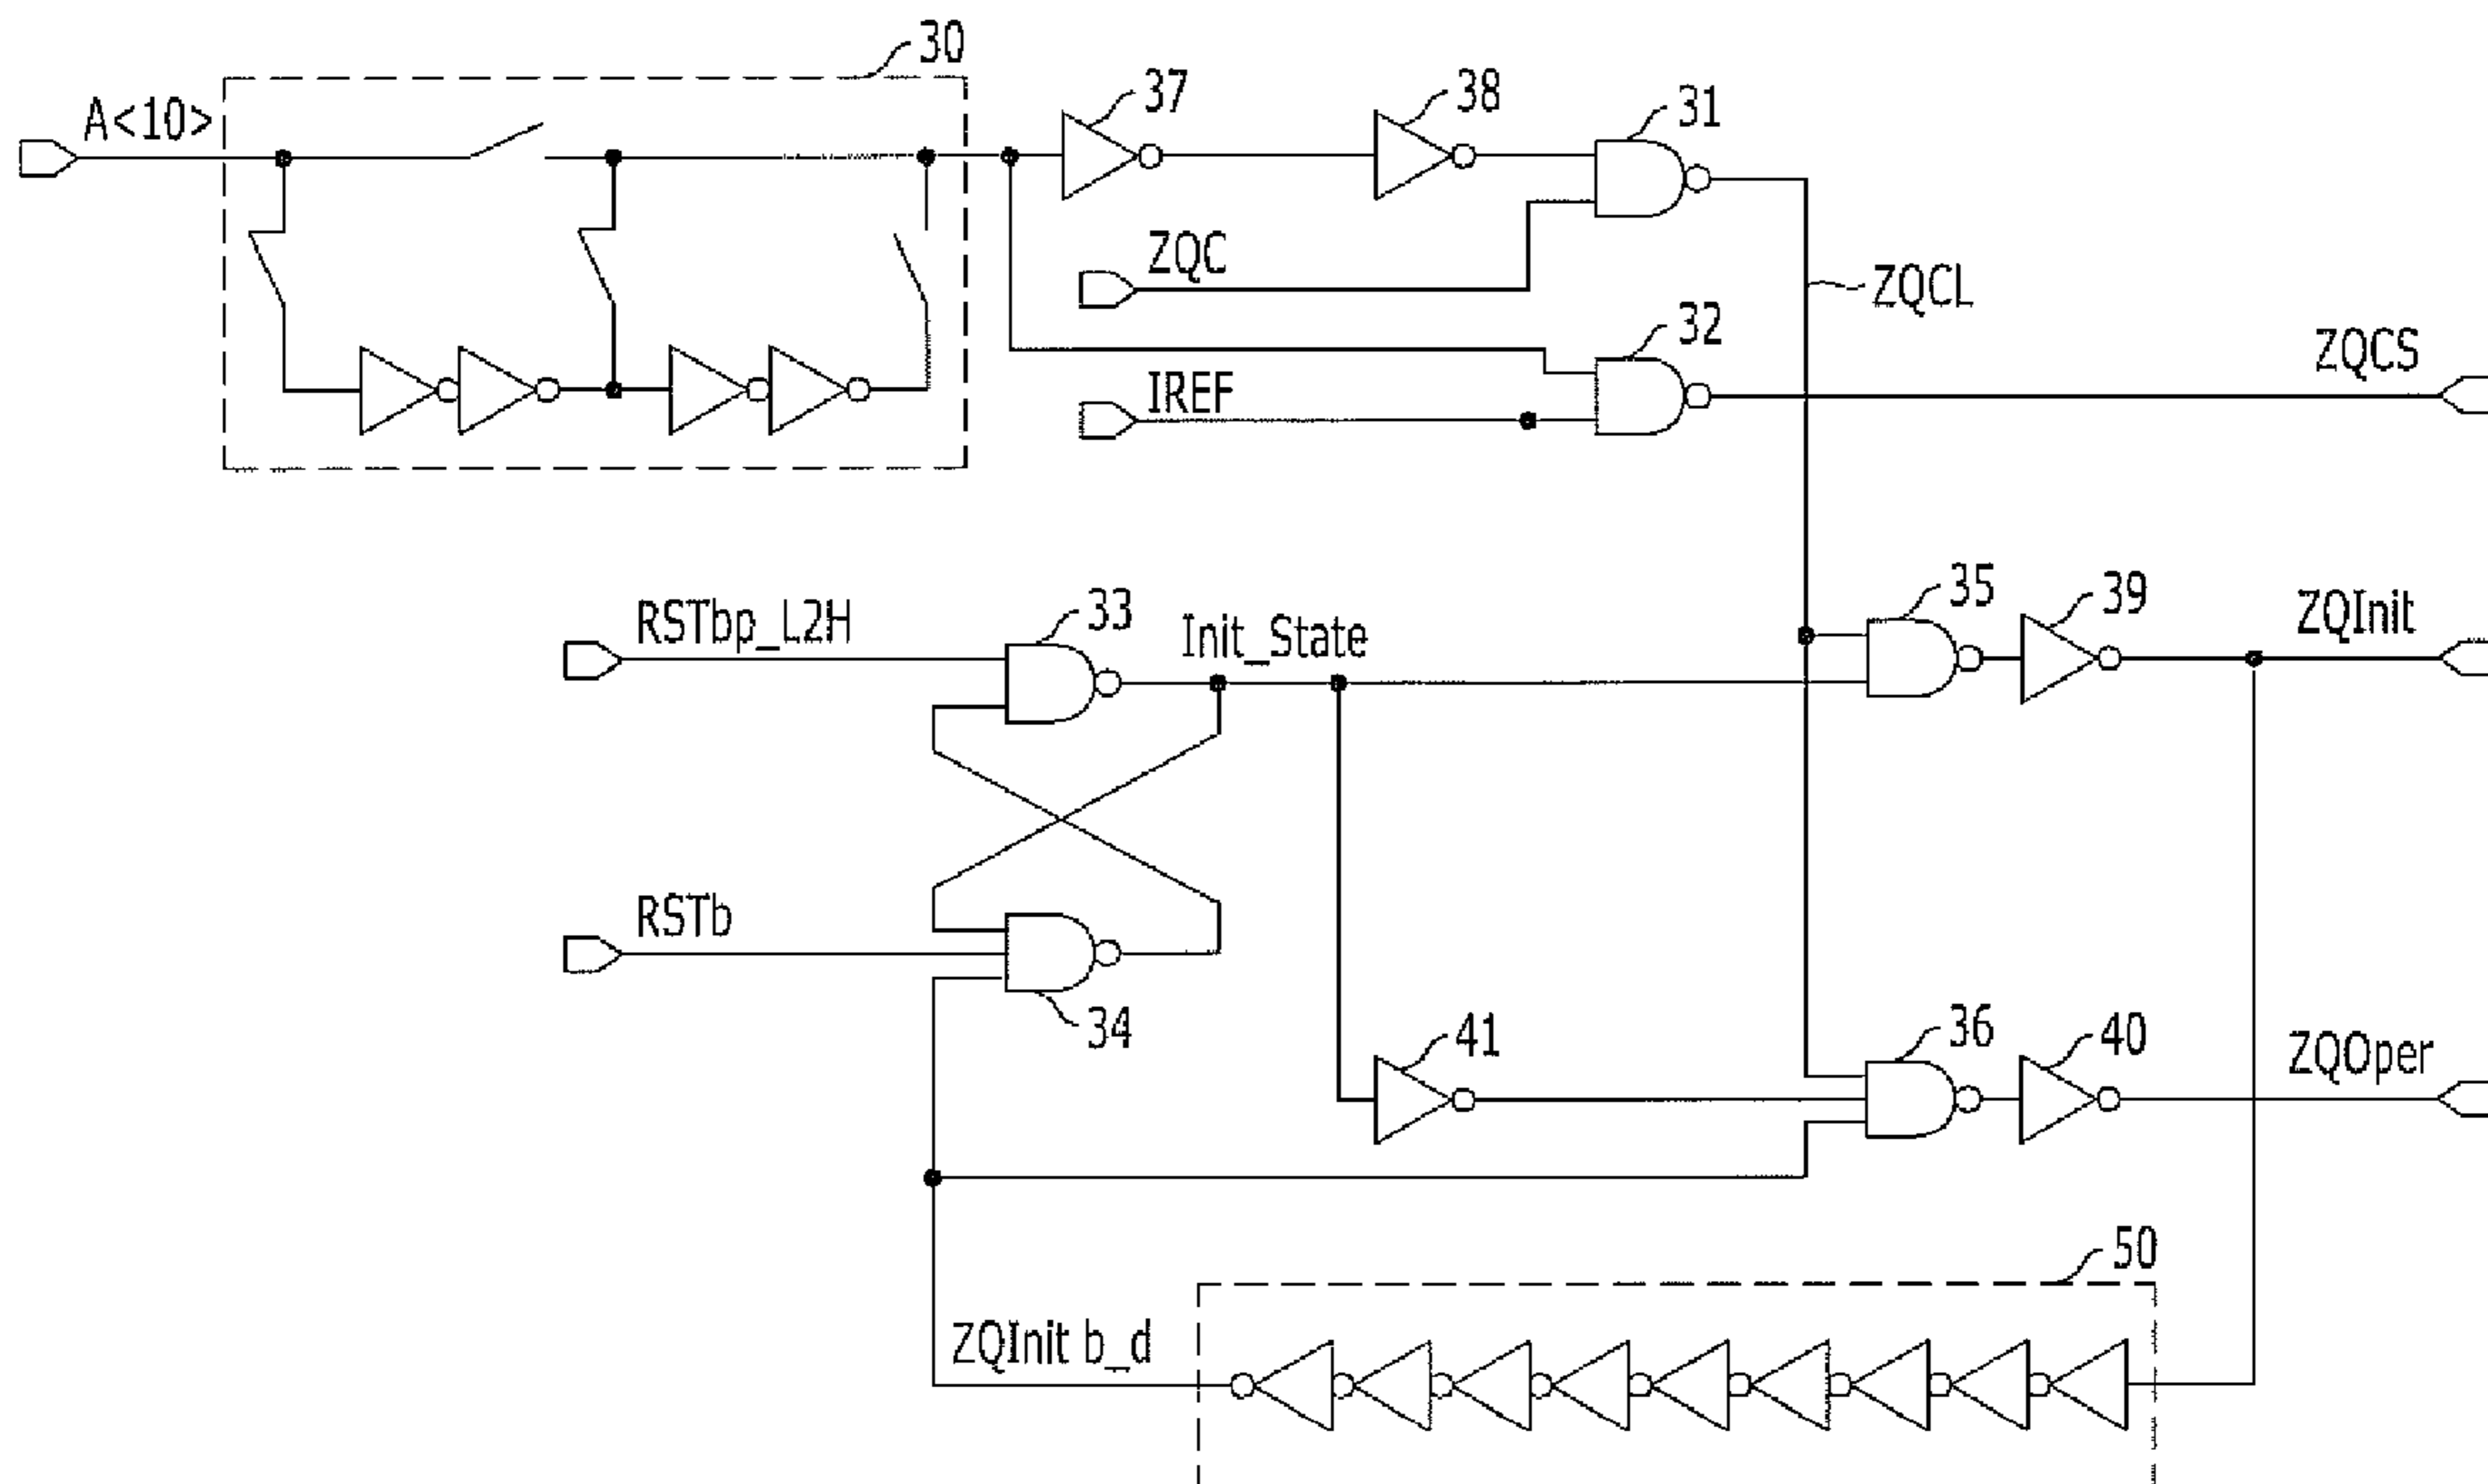 30
A<10>
37
38
31
ZQC
ZQCL
32
ZQCS
IREF
35
39
RSTbp_L2H
33
Init_State
ZQInit
RSTb
34
41
36
40
ZQOper
50
ZQInit b_d